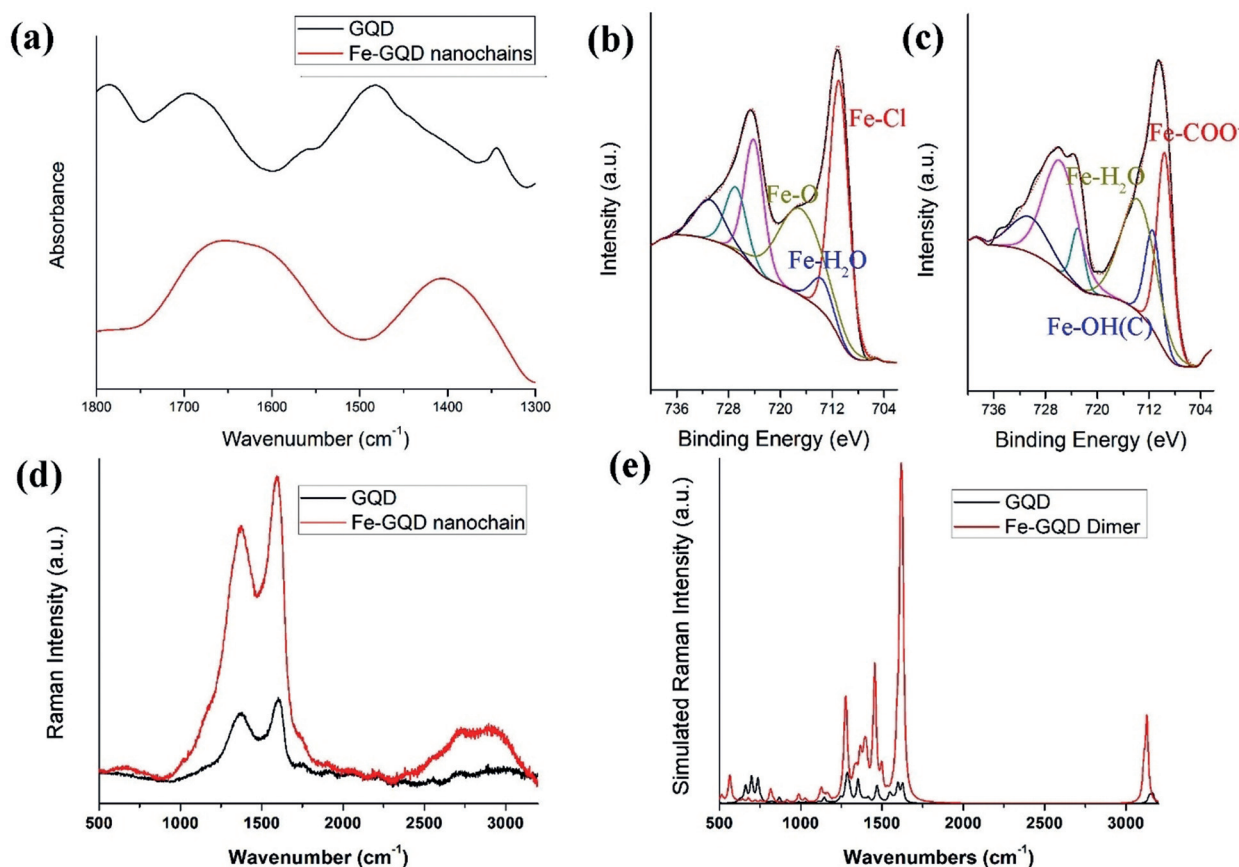 (a)
GQD
Fe-GQD nanochains
Absorbance
1800 1700 1600 1500 1400 1300
Wavenuumber (cm⁻¹)
(b)
Fe-Cl
Fe-O
Fe-H₂O
Intensity (a.u.)
736 728 720 712 704
Binding Energy (eV)
(c)
Fe-COO⁻
Fe-H₂O
Fe-OH(C)
Intensity (a.u.)
736 728 720 712 704
Binding Energy (eV)
(d)
GQD
Fe-GQD nanochain
Raman Intensity (a.u.)
500 1000 1500 2000 2500 3000
Wavenumber (cm⁻¹)
(e)
GQD
Fe-GQD Dimer
Simulated Raman Intensity (a.u.)
500 1000 1500 2000 2500 3000
Wavenumbers (cm⁻¹)